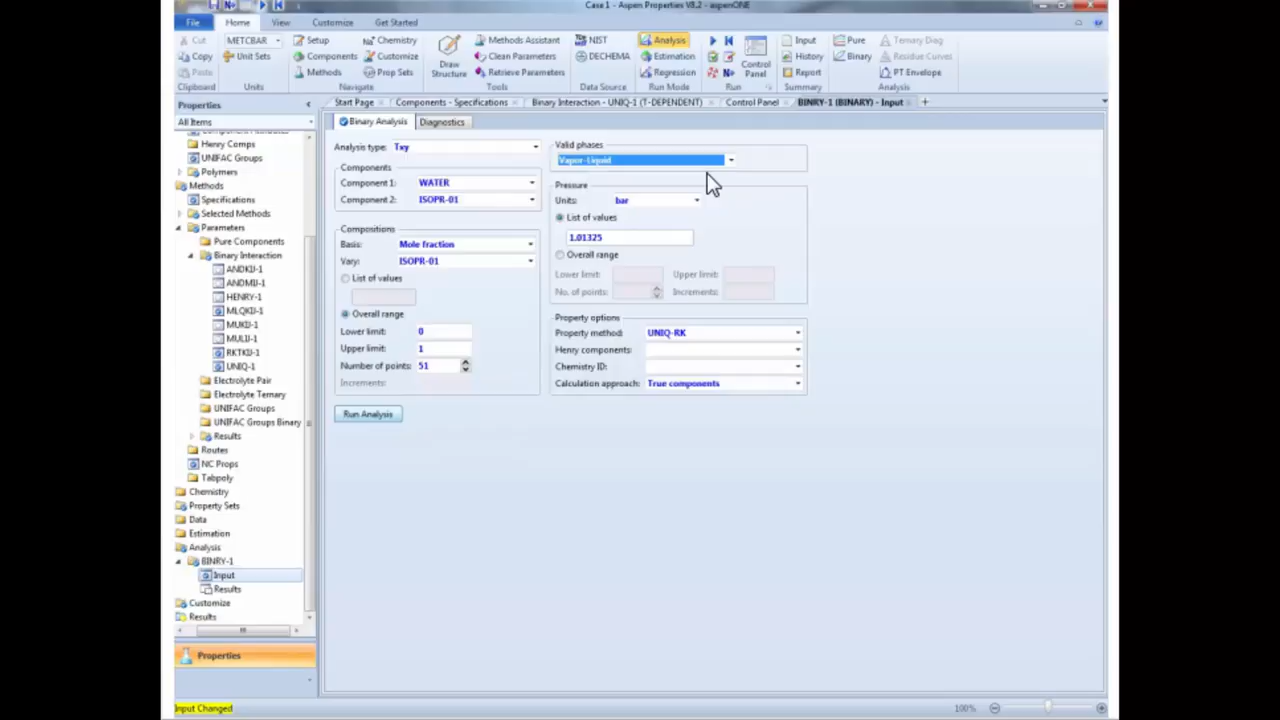 Case 1 - Aspen Properties V8.2 - aspenONE
File Home View Customize Get Started
Cut METCBAR Setup Chemistry Methods Assistant NIST Analysis Input Pure Ternary Diag
Copy Unit Sets Components Customize Clean Parameters DECHEMA Estimation History Binary Residue Curves
Paste Methods Prop Sets Draw Structure Retrieve Parameters Regression Control Panel Report PT Envelope
Clipboard Units Navigate Tools Data Source Run Mode Run Summary Analysis
Properties
Start Page Components - Specifications Binary Interaction - UNIQ-1 (T-DEPENDENT) Control Panel BINRY-1 (BINARY) - Input
All Items
Henry Comps
UNIFAC Groups
Polymers
Methods
Specifications
Selected Methods
Parameters
Pure Components
Binary Interaction
ANDKIJ-1
ANDMIJ-1
HENRY-1
MLQKIJ-1
MUKIJ-1
MULIJ-1
RKTKIJ-1
UNIQ-1
Electrolyte Pair
Electrolyte Ternary
UNIFAC Groups
UNIFAC Groups Binary
Results
Routes
NC Props
Tabpoly
Chemistry
Property Sets
Data
Estimation
Analysis
BINRY-1
Input
Results
Customize
Results
Properties
Binary Analysis Diagnostics
Analysis type: Txy
Components
Component 1: WATER
Component 2: ISOPR-01
Compositions
Basis: Mole fraction
Vary: ISOPR-01
List of values
Overall range
Lower limit: 0
Upper limit: 1
Number of points: 51
Increments:
Run Analysis
Valid phases
Vapor-Liquid
Pressure
Units: bar
List of values
1.01325
Overall range
Lower limit: Upper limit:
No. of points: Increments:
Property options
Property method: UNIQ-RK
Henry components:
Chemistry ID:
Calculation approach: True components
Input Changed
100%